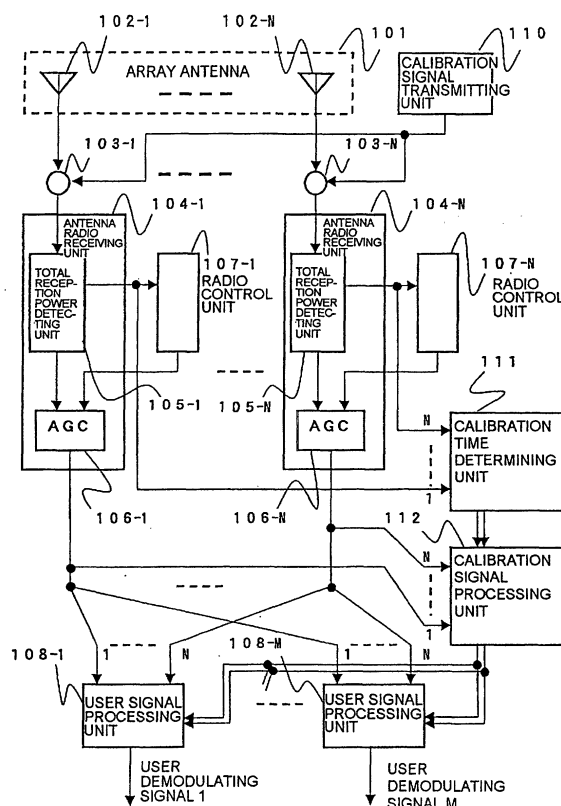 102-1
102-N
101
110
ARRAY ANTENNA
CALIBRATION
SIGNAL
TRANSMITTING
UNIT
103-1
103-N
104-1
104-N
ANTENNA
RADIO
RECEIVING
UNIT
ANTENNA
RADIO
RECEIVING
UNIT
107-1
107-N
TOTAL
RECEP-
TION
POWER
DETEC-
TING
UNIT
RADIO
CONTROL
UNIT
TOTAL
RECEP-
TION
POWER
DETEC-
TING
UNIT
RADIO
CONTROL
UNIT
105-1
105-N
111
AGC
AGC
N
1
CALIBRATION
TIME
DETERMINING
UNIT
106-1
106-N
112
N
1
CALIBRATION
SIGNAL
PROCESSING
UNIT
108-1
1
N
108-M
1
N
USER SIGNAL
PROCESSING
UNIT
USER SIGNAL
PROCESSING
UNIT
USER
DEMODULATING
SIGNAL 1
USER
DEMODULATING
SIGNAL M